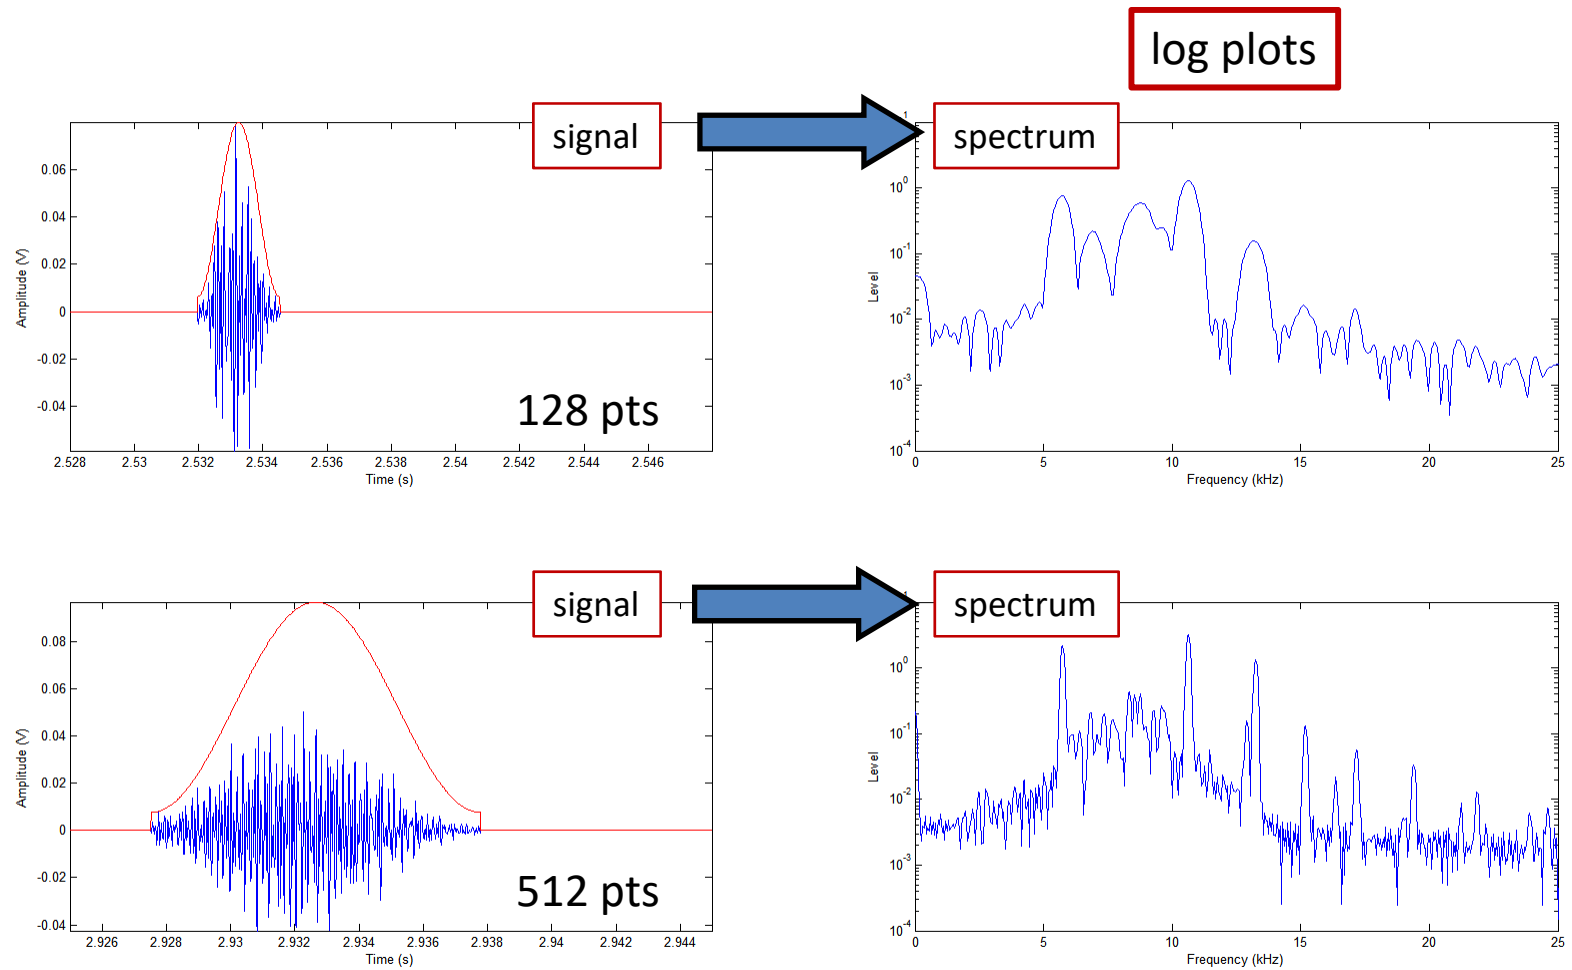 log plots
signal
spectrum
0.06
0.04
0.02
0
-0.02
-0.04
Amplitude (V)
128 pts
2.528 2.53 2.532 2.534 2.536 2.538 2.54 2.542 2.544 2.546
Time (s)
1
10^0
10^-1
10^-2
10^-3
10^-4
Level
0 5 10 15 20 25
Frequency (kHz)
signal
spectrum
0.08
0.06
0.04
0.02
0
-0.02
-0.04
Amplitude (V)
512 pts
2.926 2.928 2.93 2.932 2.934 2.936 2.938 2.94 2.942 2.944
Time (s)
1
10^0
10^-1
10^-2
10^-3
10^-4
Level
0 5 10 15 20 25
Frequency (kHz)